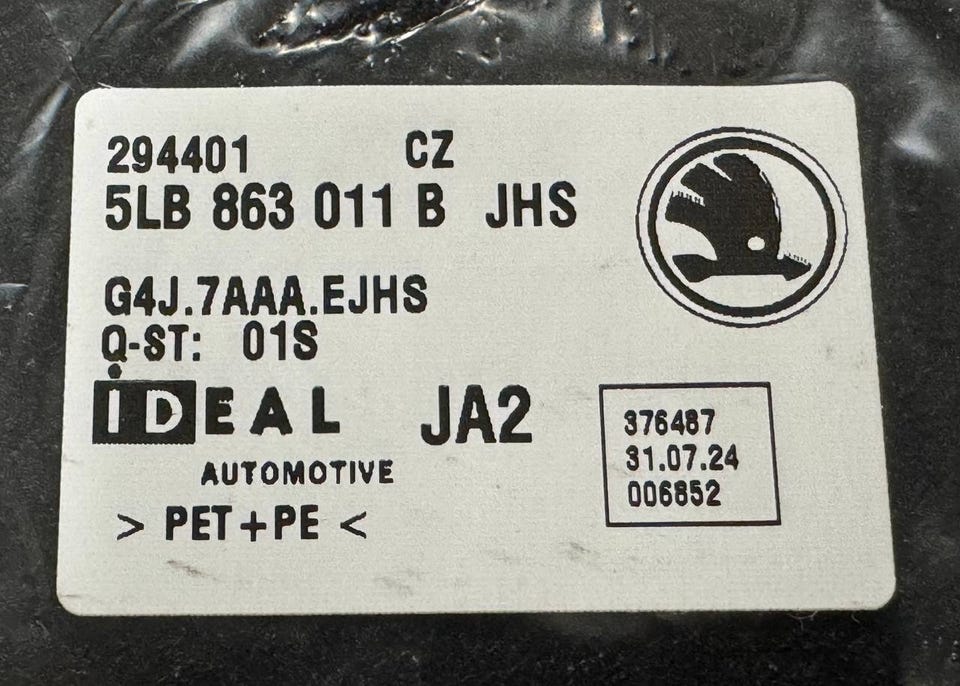 294401 CZ
5LB 863 011 B JHS
G4J.7AAA.EJHS
Q-ST: 01S
IDEAL JA2
AUTOMOTIVE
> PET+PE <
376487
31.07.24
006852